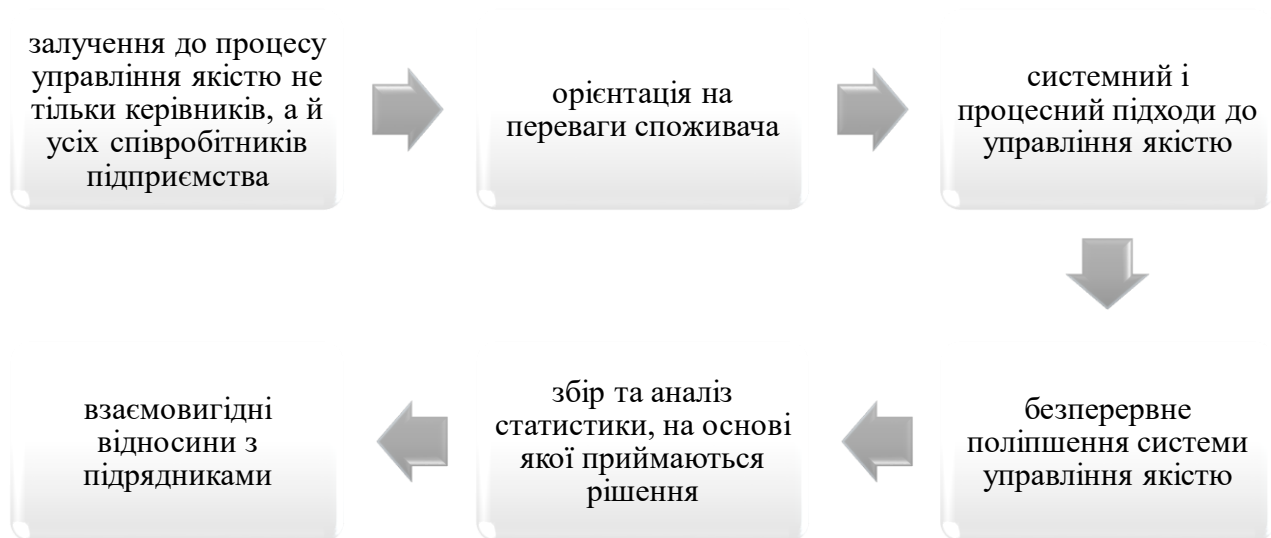 залучення до процесу
управління якістю не
тільки керівників, а й
усіх співробітників
підприємства
орієнтація на
переваги споживача
системний і
процесний підходи до
управління якістю
безперервне
поліпшення системи
управління якістю
збір та аналіз
статистики, на основі
якої приймаються
рішення
взаємовигідні
відносини з
підрядниками